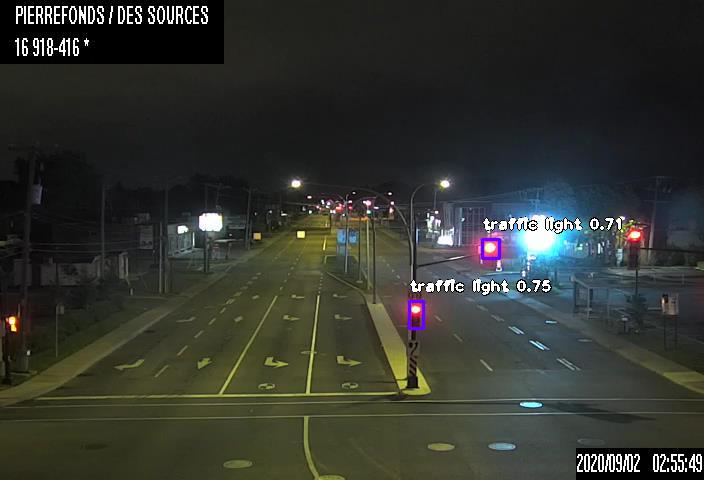 PIERREFONDS / DES SOURCES
16 918-416 *
traffic light 0.71
traffic light 0.75
2020/09/02 02:55:49